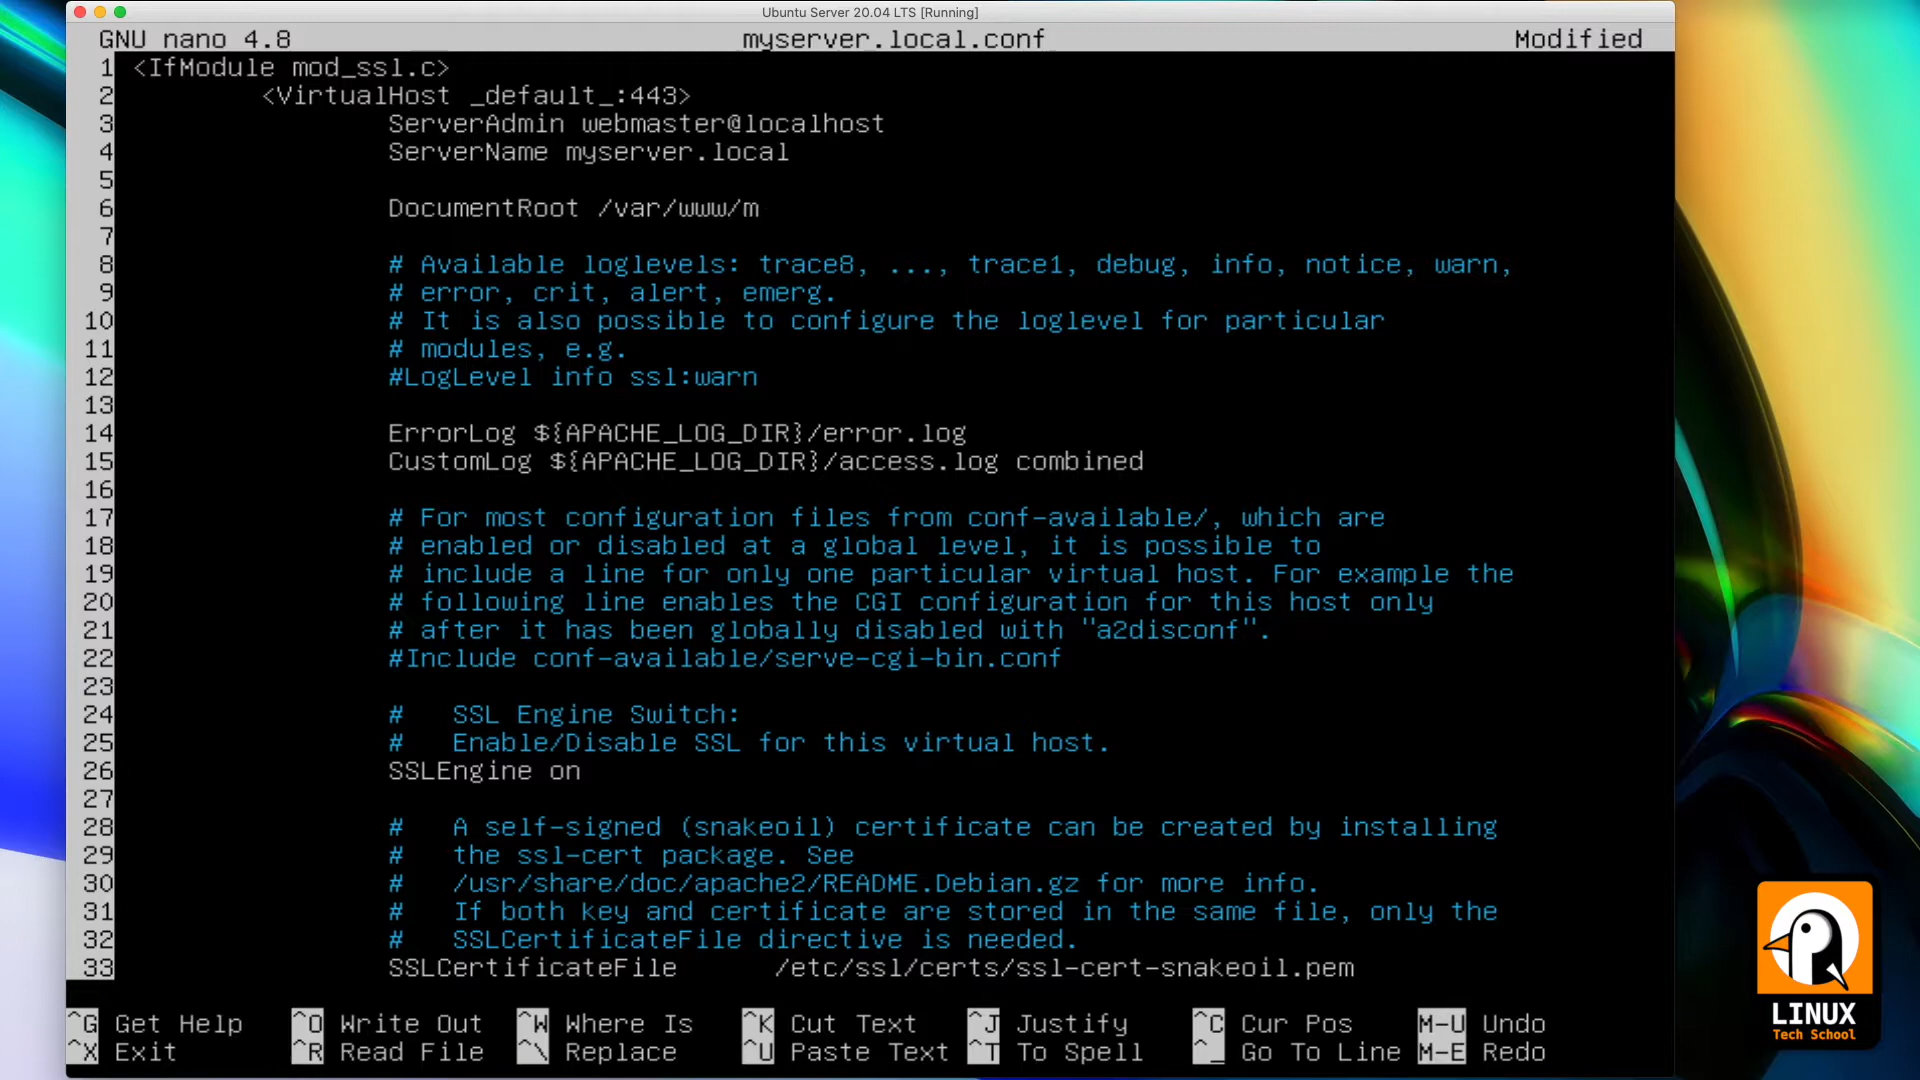 Ubuntu Server 20.04 LTS [Running]
GNU nano 4.8 myserver.local.conf Modified
1 <IfModule mod_ssl.c>
2 <VirtualHost _default_:443>
3 ServerAdmin webmaster@localhost
4 ServerName myserver.local
5
6 DocumentRoot /var/www/m
7
8 # Available loglevels: trace8, ..., trace1, debug, info, notice, warn,
9 # error, crit, alert, emerg.
10 # It is also possible to configure the loglevel for particular
11 # modules, e.g.
12 #LogLevel info ssl:warn
13
14 ErrorLog ${APACHE_LOG_DIR}/error.log
15 CustomLog ${APACHE_LOG_DIR}/access.log combined
16
17 # For most configuration files from conf-available/, which are
18 # enabled or disabled at a global level, it is possible to
19 # include a line for only one particular virtual host. For example the
20 # following line enables the CGI configuration for this host only
21 # after it has been globally disabled with "a2disconf".
22 #Include conf-available/serve-cgi-bin.conf
23
24 # SSL Engine Switch:
25 # Enable/Disable SSL for this virtual host.
26 SSLEngine on
27
28 # A self-signed (snakeoil) certificate can be created by installing
29 # the ssl-cert package. See
30 # /usr/share/doc/apache2/README.Debian.gz for more info.
31 # If both key and certificate are stored in the same file, only the
32 # SSLCertificateFile directive is needed.
33 SSLCertificateFile /etc/ssl/certs/ssl-cert-snakeoil.pem
^G Get Help ^O Write Out ^W Where Is ^K Cut Text ^J Justify ^C Cur Pos M-U Undo
^X Exit ^R Read File ^\ Replace ^U Paste Text ^T To Spell ^_ Go To Line M-E Redo
LINUX
Tech School